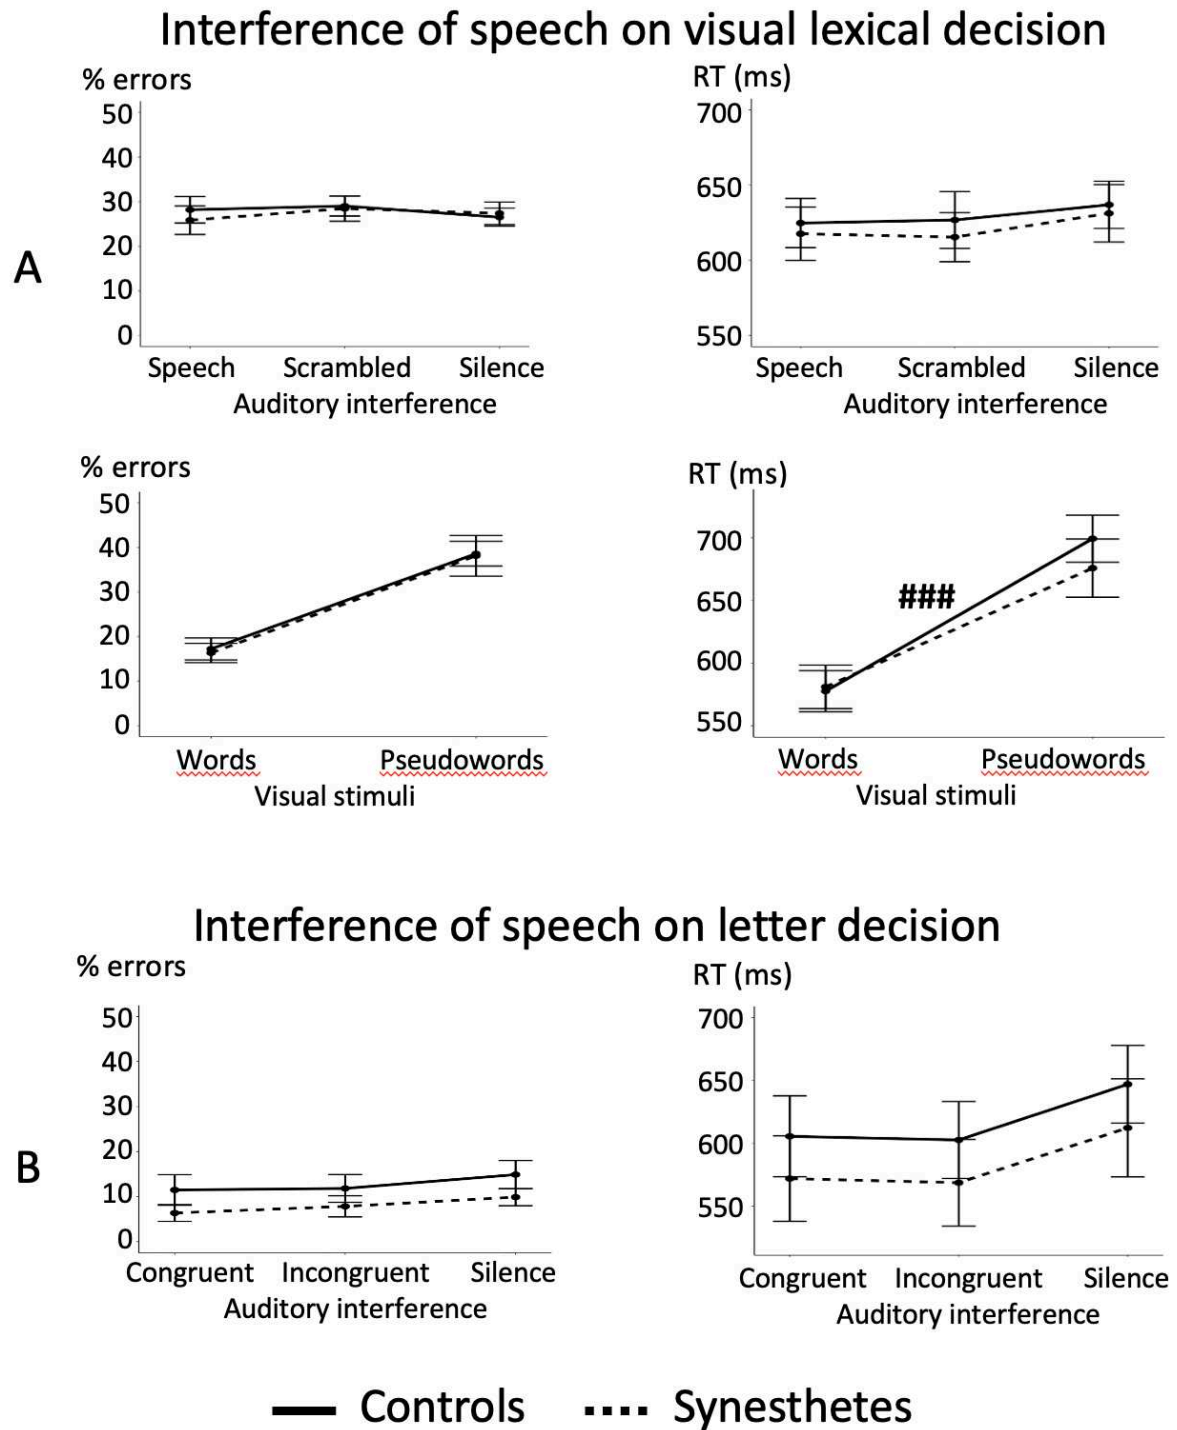 Interference of speech on visual lexical decision
% errors
50
40
30
20
10
0
Speech Scrambled Silence
Auditory interference
RT (ms)
700
650
600
550
Speech Scrambled Silence
Auditory interference
A
% errors
50
40
30
20
10
0
Words Pseudowords
Visual stimuli
RT (ms)
700
650
600
550
###
Words Pseudowords
Visual stimuli
Interference of speech on letter decision
% errors
50
40
30
20
10
0
Congruent Incongruent Silence
Auditory interference
RT (ms)
700
650
600
550
Congruent Incongruent Silence
Auditory interference
B
Controls Synesthetes